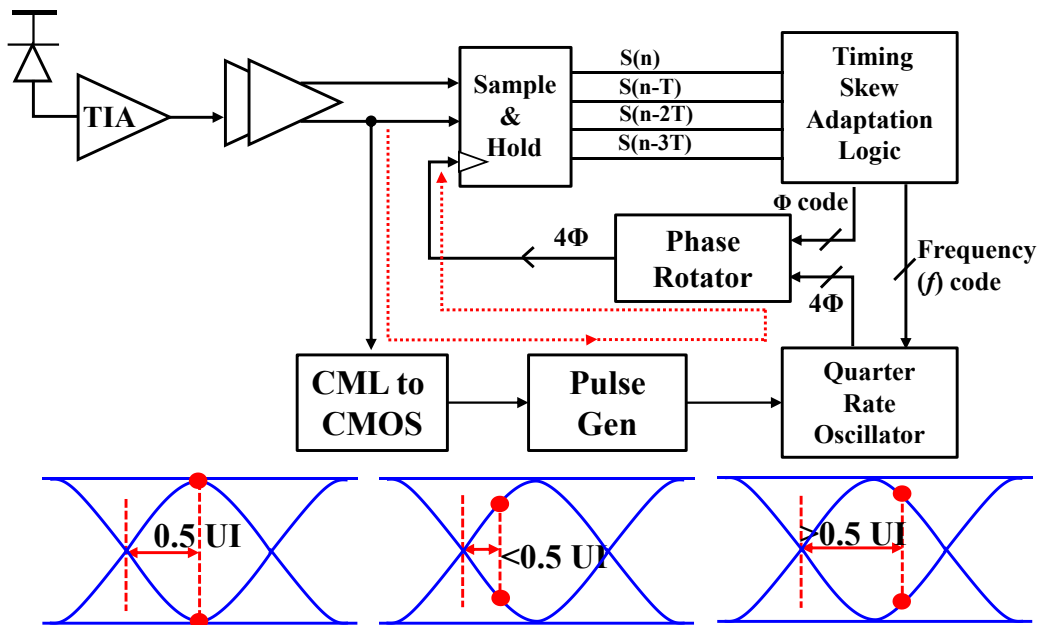 TIA
Sample
&
Hold
S(n)
S(n-T)
S(n-2T)
S(n-3T)
Timing
Skew
Adaptation
Logic
Φ code
4Φ
Phase
Rotator
4Φ
Frequency
(f) code
CML to
CMOS
Pulse
Gen
Quarter
Rate
Oscillator
0.5 UI
<0.5 UI
>0.5 UI